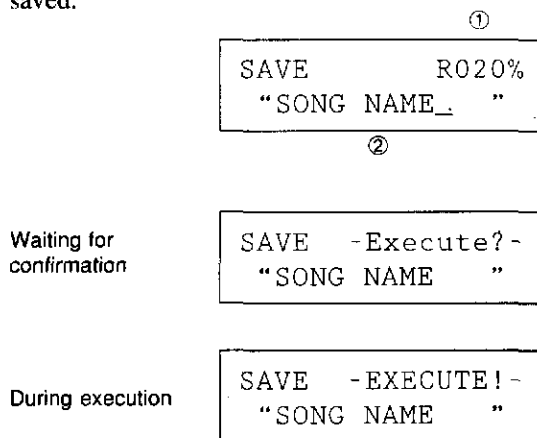 saved.
①
SAVE R020%
“SONG NAME_ ”
②
Waiting for
confirmation
SAVE -Execute?-
“SONG NAME ”
During execution
SAVE -EXECUTE!-
“SONG NAME ”